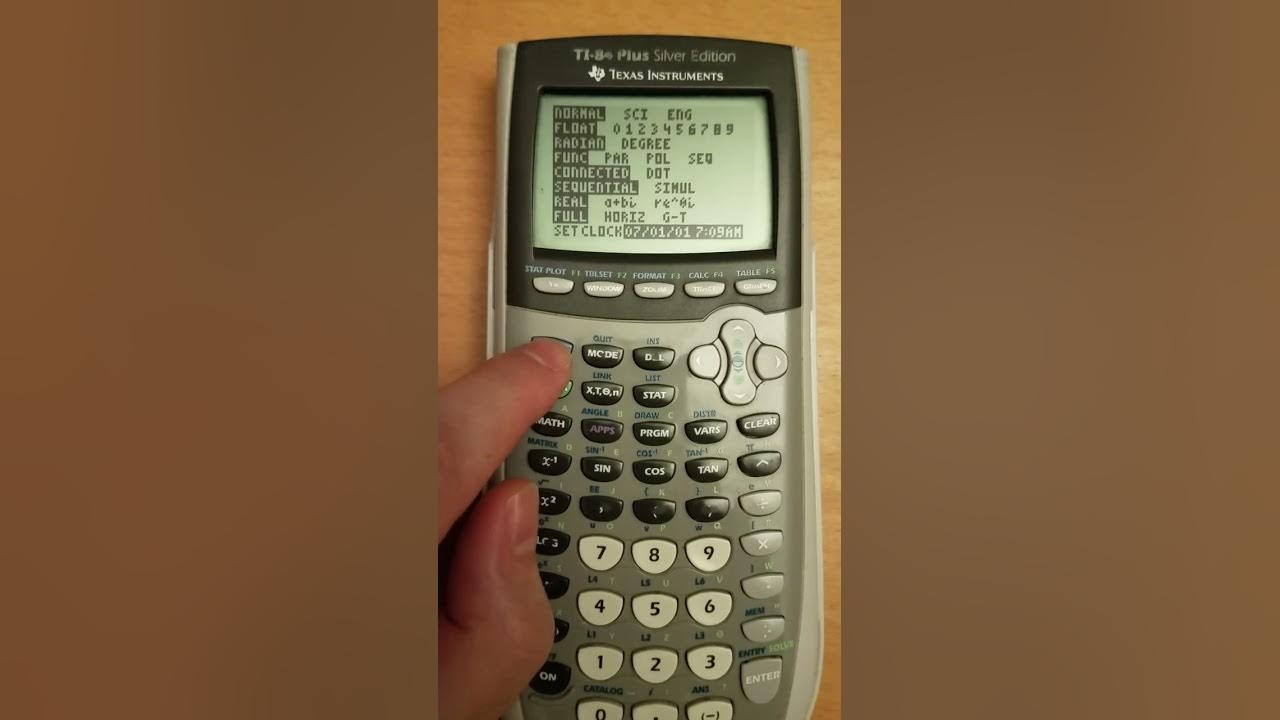 TI-84 Plus Silver Edition
TEXAS INSTRUMENTS
NORMAL SCI ENG
FLOAT 0 1 2 3 4 5 6 7 8 9
RADIAN DEGREE
FUNC PAR POL SEQ
CONNECTED DOT
SEQUENTIAL SIMUL
REAL a+bi re^θi
FULL HORIZ G-T
SET CLOCK 07/01/01 7:09AM
STAT PLOT F1 TBLSET F2 FORMAT F3 CALC F4 TABLE F5
WINDOW ZOOM TRACE GRAPH
QUIT INS
MODE DEL
LINK LIST
X,T,θ,n STAT
A ANGLE B DRAW C DISTR
MATH APPS PRGM VARS CLEAR
MATRIX D SIN⁻¹ E COS⁻¹ F TAN⁻¹ G π H
x⁻¹ SIN COS TAN ^
√ I EE J { K } L e M
x² , ( ) ÷
N u O v P w Q [ R
LOG 7 8 9 ×
eˣ S L4 T L5 U L6 V ] W
4 5 6
L1 Y L2 Z L3 θ MEM "
1 2 3
ENTRY SOLVE
ON ENTER
CATALOG i : ANS ?
0 . (-)